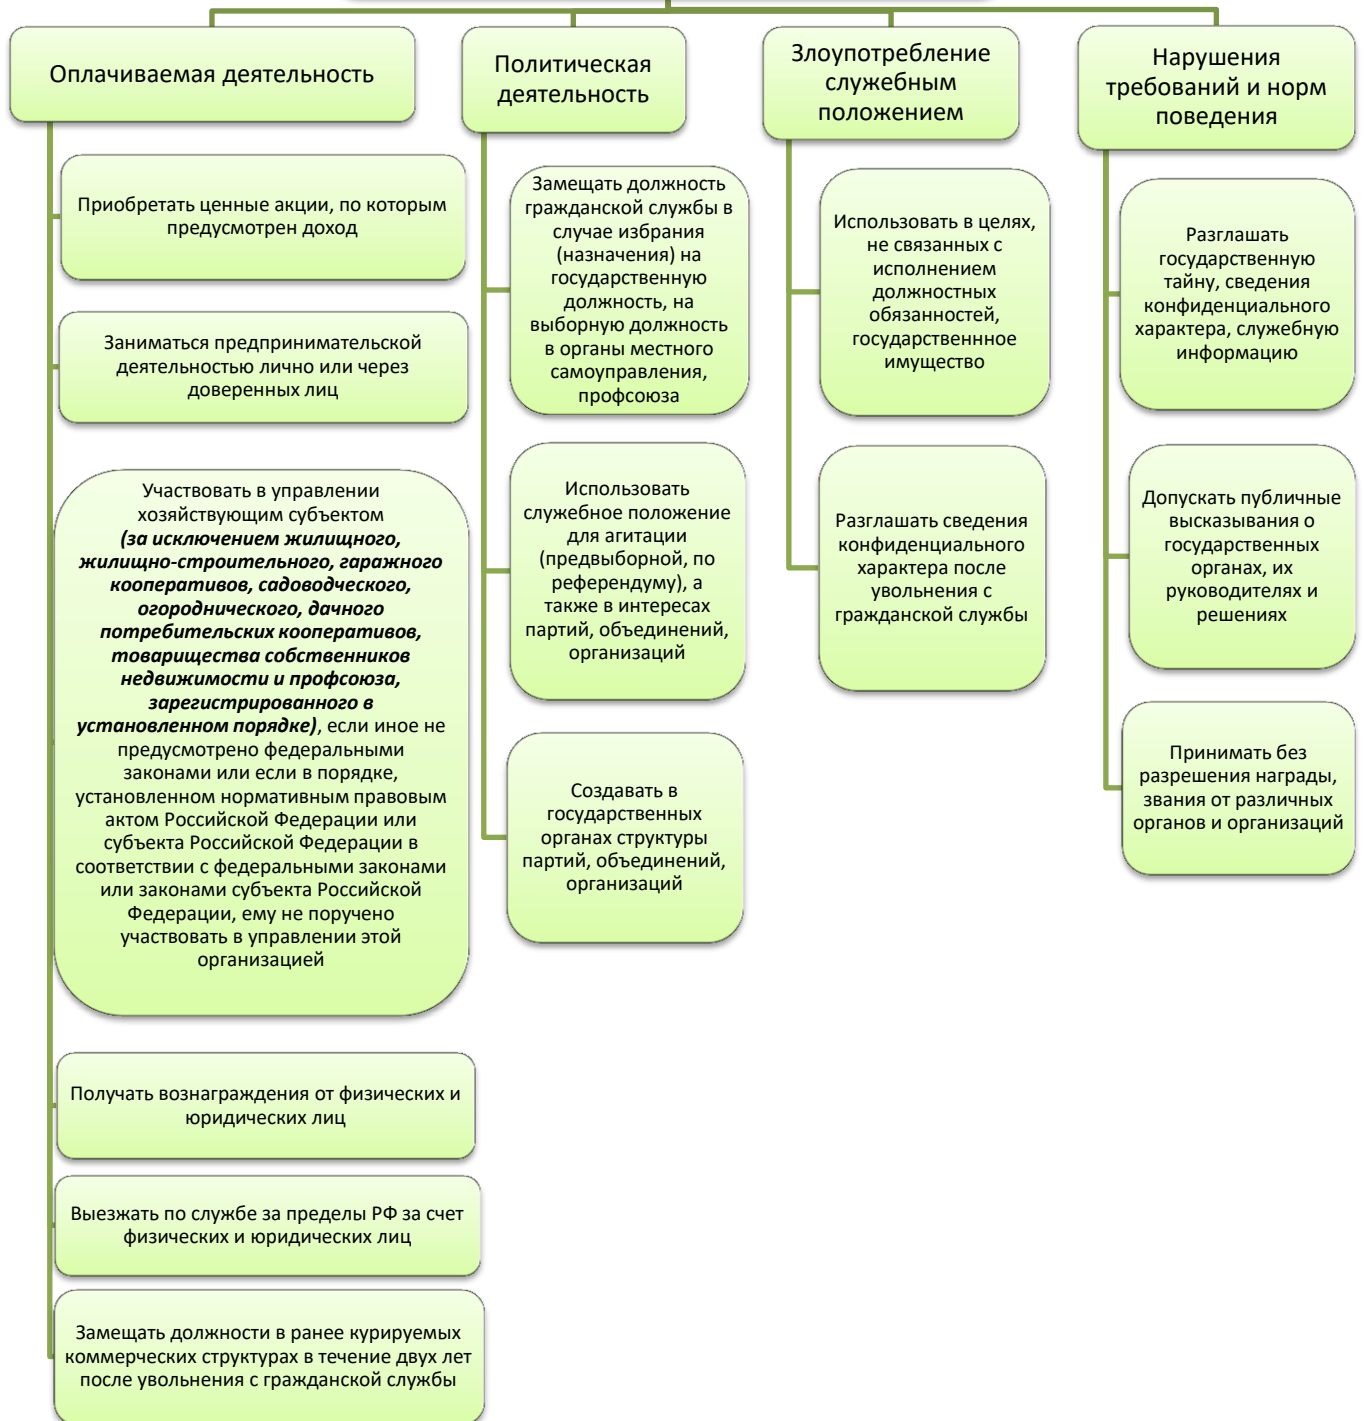 Оплачиваемая деятельность
Приобретать ценные акции, по которым
предусмотрен доход
Заниматься предпринимательской
деятельностью лично или через
доверенных лиц
Участвовать в управлении
хозяйствующим субъектом
(за исключением жилищного,
жилищно-строительного, гаражного
кооперативов, садоводческого,
огороднического, дачного
потребительских кооперативов,
товарищества собственников
недвижимости и профсоюза,
зарегистрированного в
установленном порядке), если иное не
предусмотрено федеральными
законами или если в порядке,
установленном нормативным правовым
актом Российской Федерации или
субъекта Российской Федерации в
соответствии с федеральными законами
или законами субъекта Российской
Федерации, ему не поручено
участвовать в управлении этой
организацией
Получать вознаграждения от физических и
юридических лиц
Выезжать по службе за пределы РФ за счет
физических и юридических лиц
Замещать должности в ранее курируемых
коммерческих структурах в течение двух лет
после увольнения с гражданской службы
Политическая
деятельность
Замещать должность
гражданской службы в
случае избрания
(назначения) на
государственную
должность, на
выборную должность
в органы местного
самоуправления,
профсоюза
Использовать
служебное положение
для агитации
(предвыборной, по
референдуму), а
также в интересах
партий, объединений,
организаций
Создавать в
государственных
органах структуры
партий, объединений,
организаций
Злоупотребление
служебным
положением
Использовать в целях,
не связанных с
исполнением
должностных
обязанностей,
государственнное
имущество
Разглашать сведения
конфиденциального
характера после
увольнения с
гражданской службы
Нарушения
требований и норм
поведения
Разглашать
государственную
тайну, сведения
конфиденциального
характера, служебную
информацию
Допускать публичные
высказывания о
государственных
органах, их
руководителях и
решениях
Принимать без
разрешения награды,
звания от различных
органов и организаций